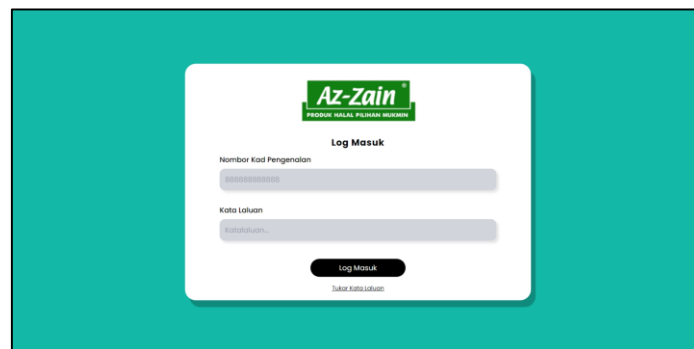 Az-Zain®
PRODUK HALAL PILIHAN MUKMIN
Log Masuk
Nombor Kad Pengenalan
Kata Laluan
Katalaluan...
Log Masuk
Tukar Kata Laluan